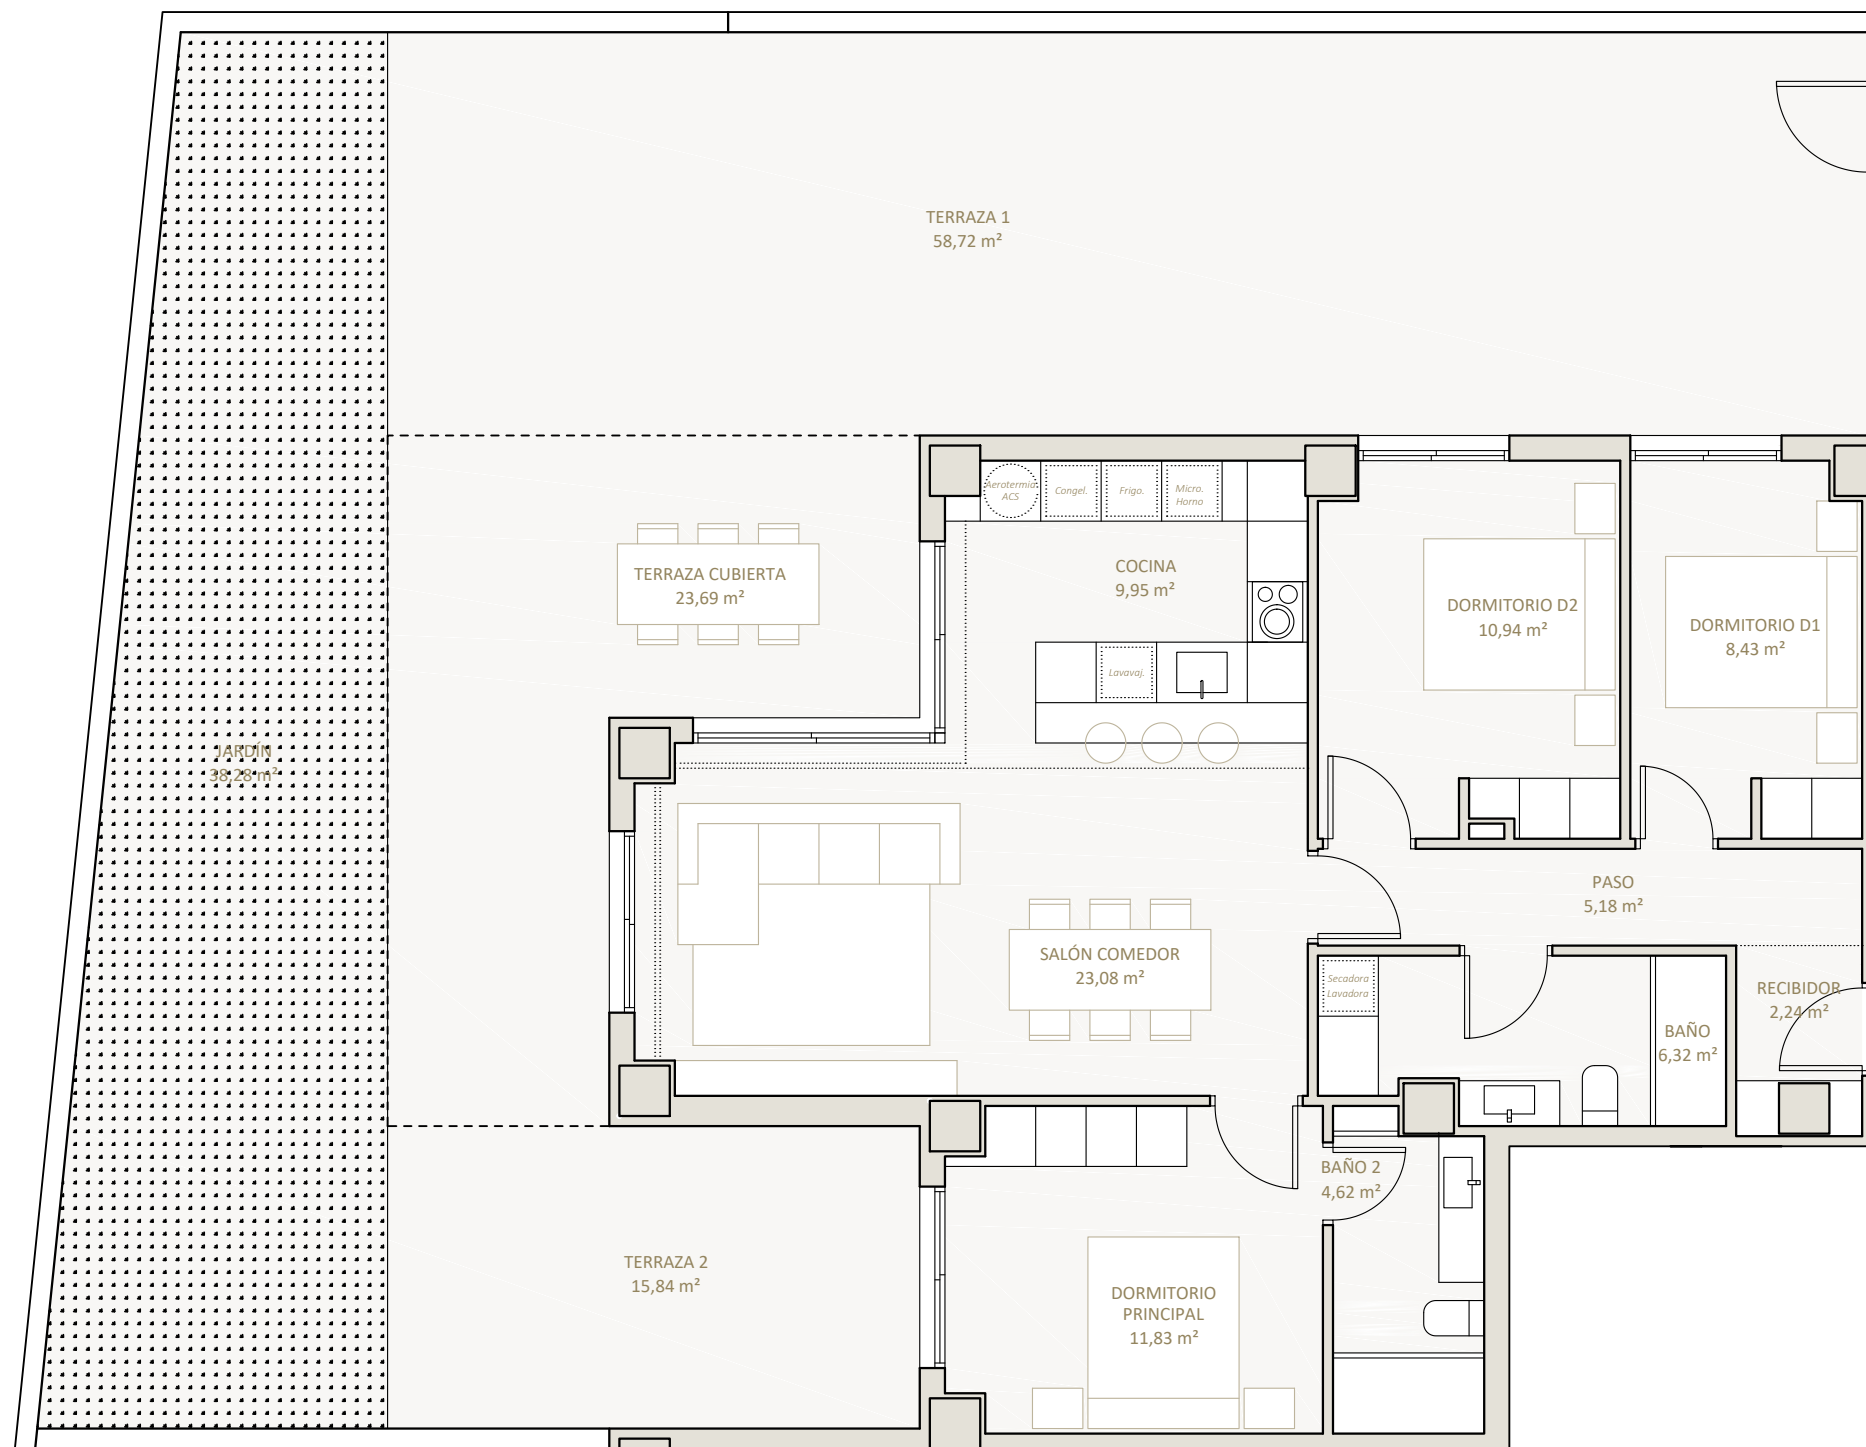 TERRAZA 1
58,72 m²
Aerotermia
ACS
Congel.
Frigo.
Micro.
Horno
TERRAZA CUBIERTA
23,69 m²
COCINA
9,95 m²
DORMITORIO D2
10,94 m²
DORMITORIO D1
8,43 m²
Lavavaj.
JARDÍN
38,28 m²
PASO
5,18 m²
SALÓN COMEDOR
23,08 m²
Secadora
Lavadora
RECIBIDOR
2,24 m²
BAÑO
6,32 m²
BAÑO 2
4,62 m²
TERRAZA 2
15,84 m²
DORMITORIO
PRINCIPAL
11,83 m²